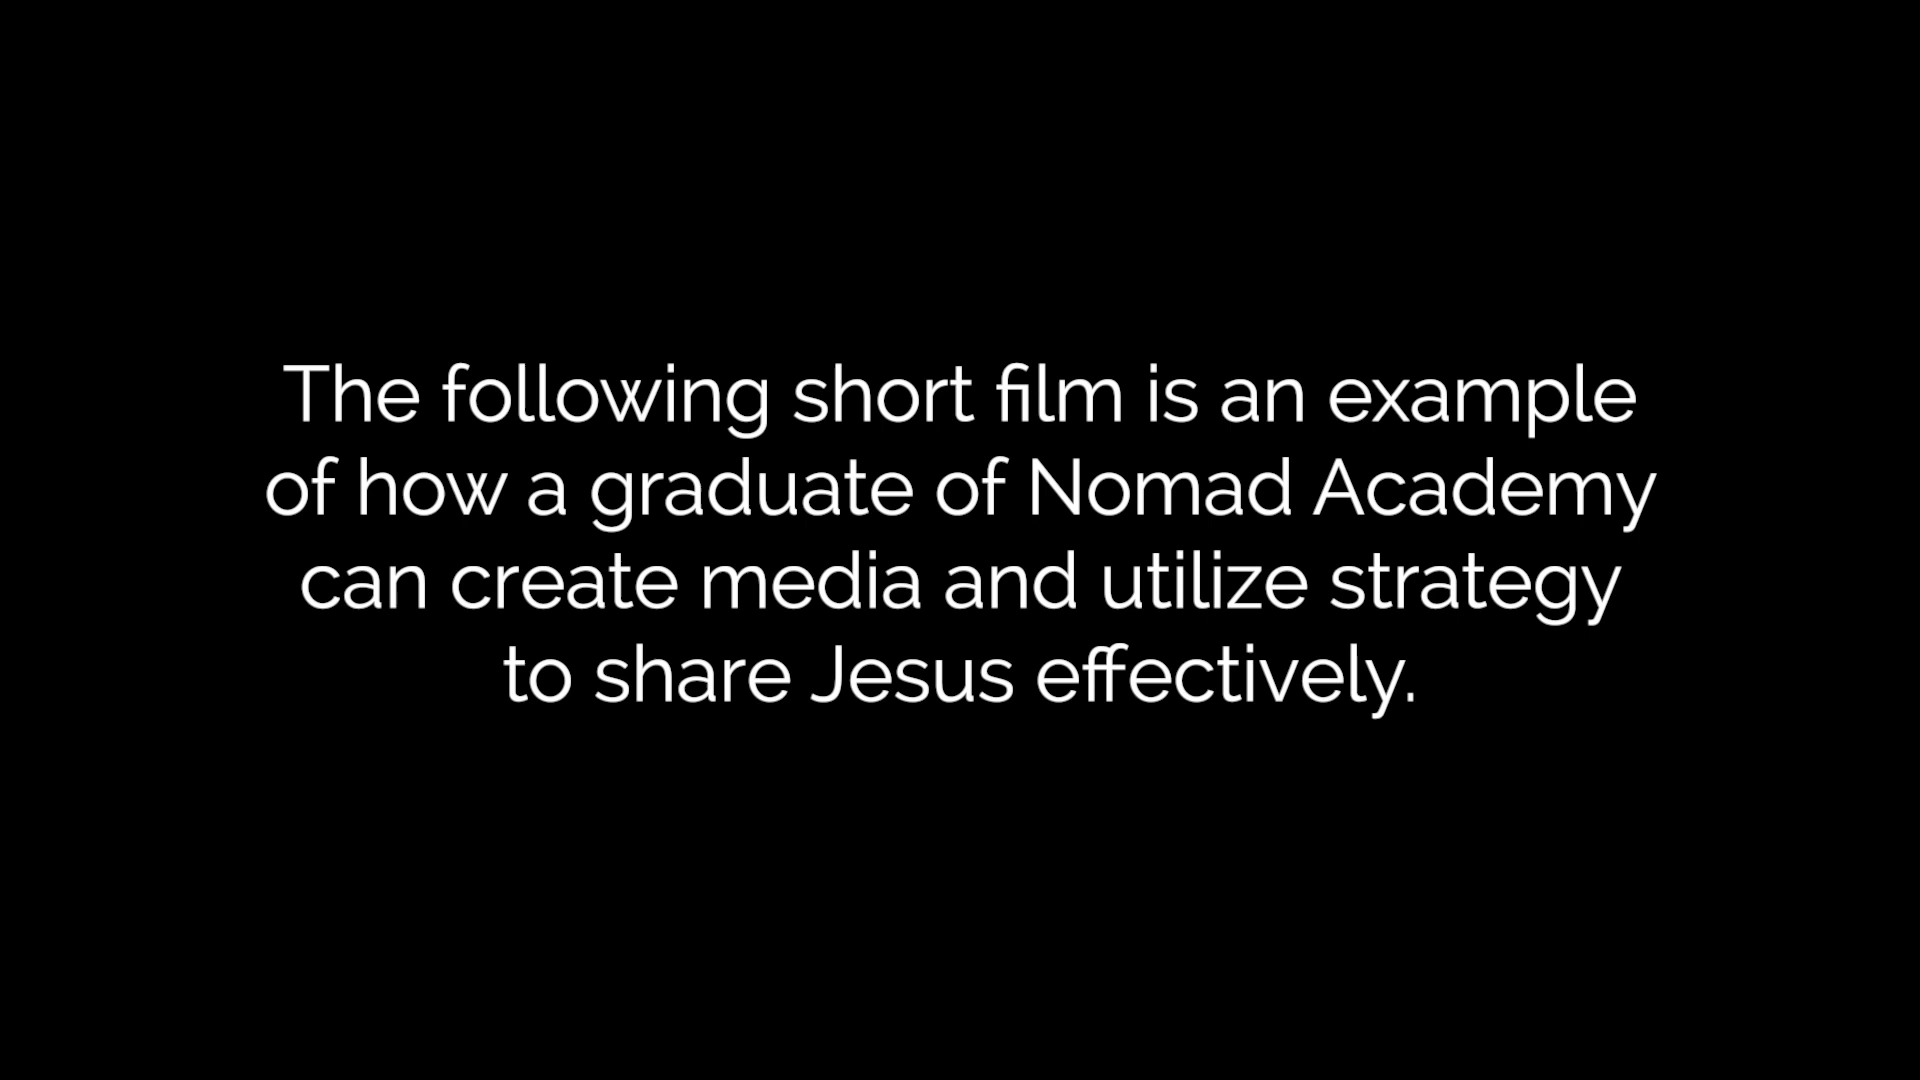 The following short film is an example
of how a graduate of Nomad Academy
can create media and utilize strategy
to share Jesus effectively.